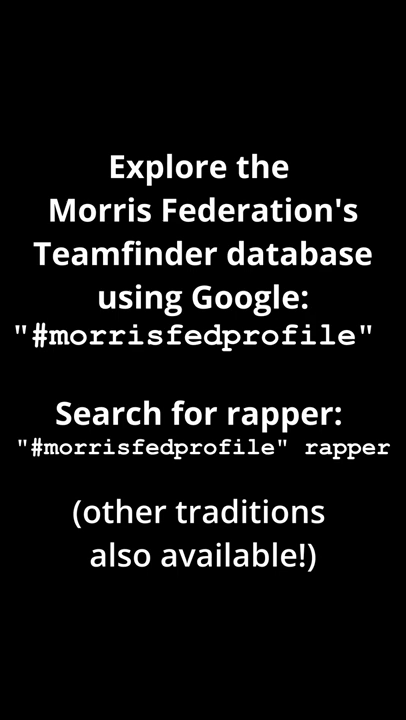 Explore the
Morris Federation's
Teamfinder database
using Google:
"#morrisfedprofile"
Search for rapper:
"#morrisfedprofile" rapper
(other traditions
also available!)